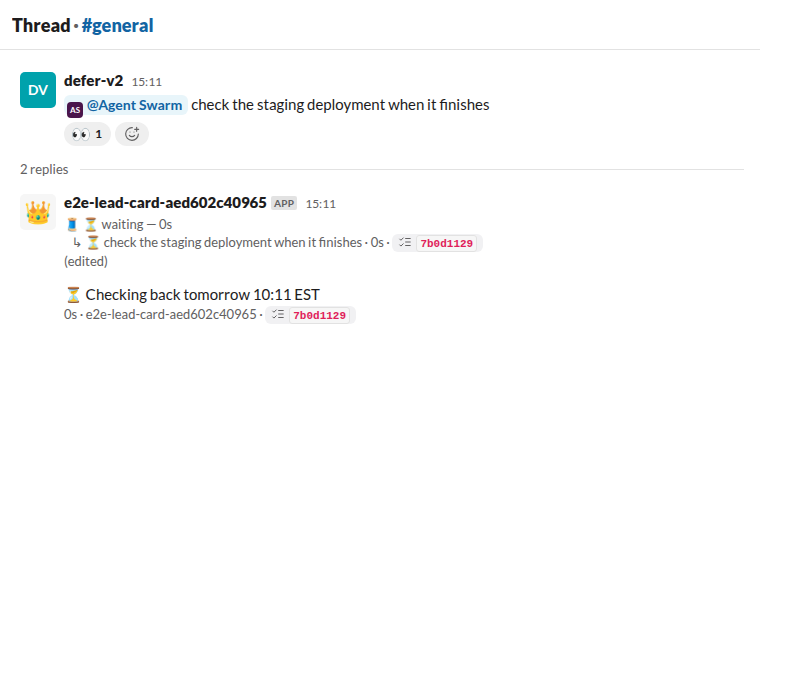 Thread · #general
DV
defer-v2 15:11
AS @Agent Swarm check the staging deployment when it finishes
1
2 replies
e2e-lead-card-aed602c40965 APP 15:11
waiting — 0s
↳ check the staging deployment when it finishes · 0s · 7b0d1129
(edited)
Checking back tomorrow 10:11 EST
0s · e2e-lead-card-aed602c40965 · 7b0d1129